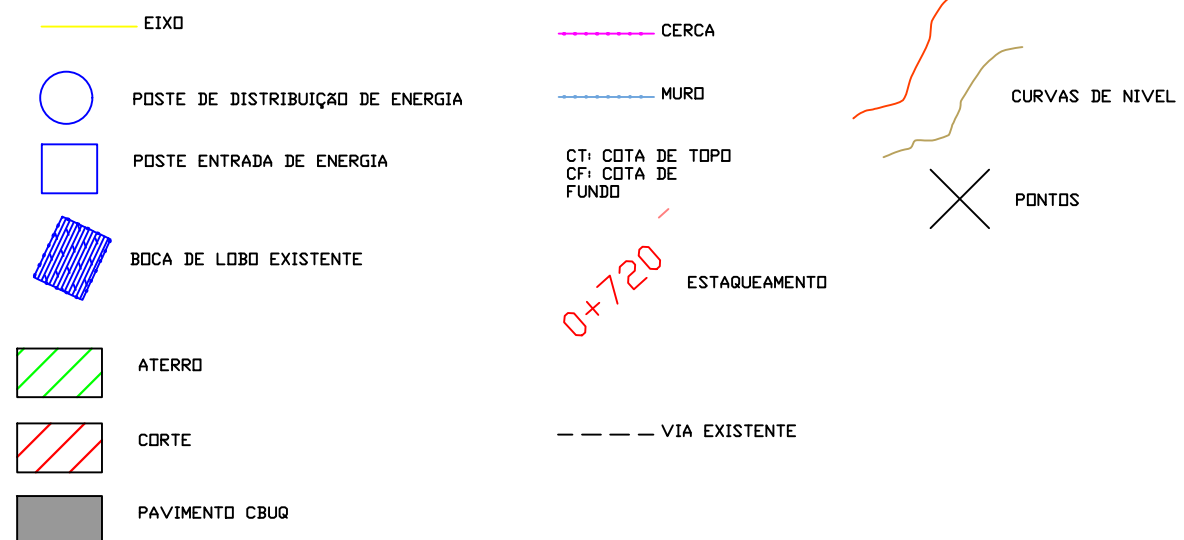 EIXO
POSTE DE DISTRIBUIÇÃO DE ENERGIA
POSTE ENTRADA DE ENERGIA
BOCA DE LOBO EXISTENTE
ATERRO
CORTE
PAVIMENTO CBUQ
CERCA
MURO
CT: COTA DE TOPO
CF: COTA DE
FUNDO
0+720
ESTAQUEAMENTO
VIA EXISTENTE
CURVAS DE NIVEL
PONTOS